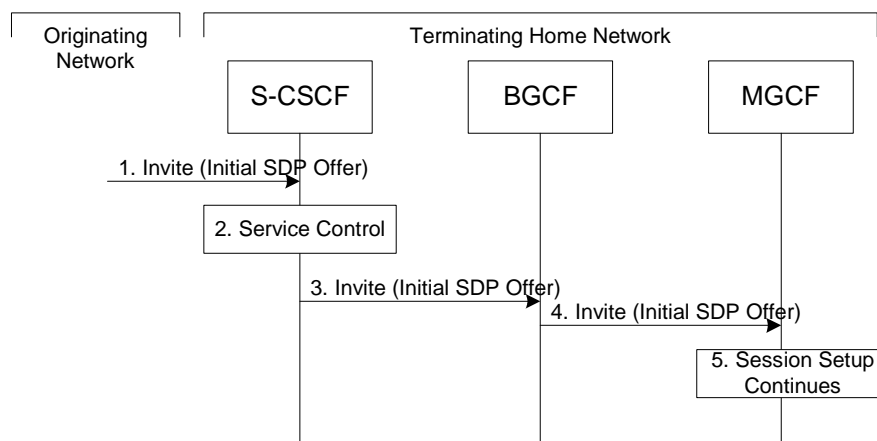 Originating
Network
Terminating Home Network
S-CSCF
BGCF
MGCF
1. Invite (Initial SDP Offer)
2. Service Control
3. Invite (Initial SDP Offer)
4. Invite (Initial SDP Offer)
5. Session Setup
Continues